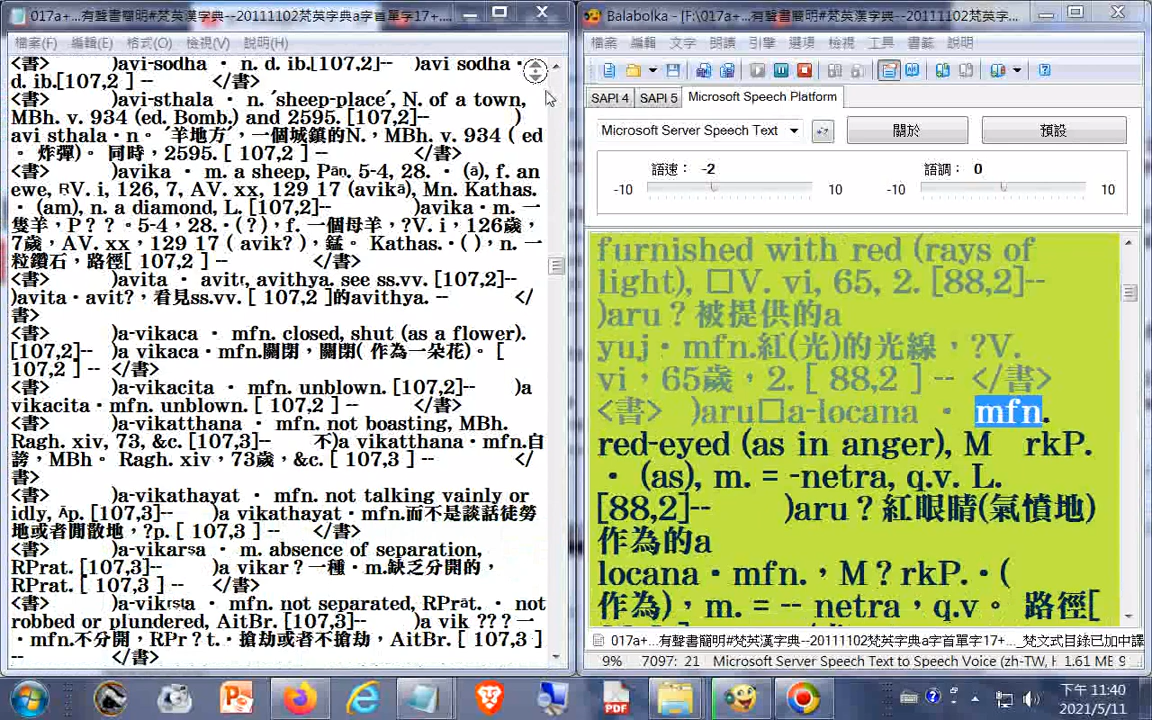 017a+...有聲書簡明#梵英漢字典--20111102梵英字典a字首單字17+...
檔案(F) 編輯(E) 格式(O) 檢視(V) 說明(H)
<書> )avi-sodha · n. d. ib.[107,2]-- )avi sodha·
d. ib.[107,2 ] -- </書>
<書> )avi-sthala · n. 'sheep-place', N. of a town,
MBh. v. 934 (ed. Bomb.) and 2595. [107,2]-- )
avi sthala·n。'羊地方',一個城鎮的N.,MBh. v. 934 ( ed
。 炸彈)。 同時,2595. [ 107,2 ] -- </書>
<書> )avika · m. a sheep, Pān. 5-4, 28. · (ā), f. an
ewe, RV. i, 126, 7, AV. xx, 129 17 (avikā), Mn. Kathas.
· (am), n. a diamond, L. [107,2]-- )avika·m. 一
隻羊,P??。5-4,28.·(?),f. 一個母羊,?V. i,126歲,
7歲,AV. xx,129 17 ( avik? ),錳。 Kathas.·( ),n. 一
粒鑽石,路徑[ 107,2 ] -- </書>
<書> )avita · avitr, avithya. see ss.vv. [107,2]--
)avita·avit?,看見ss.vv. [ 107,2 ]的avithya. -- </
書>
<書> )a-vikaca · mfn. closed, shut (as a flower).
[107,2]-- )a vikaca·mfn.關閉,關閉( 作為一朵花)。[
107,2 ] -- </書>
<書> )a-vikacita · mfn. unblown. [107,2]-- )a
vikacita·mfn. unblown. [ 107,2 ] -- </書>
<書> )a-vikatthana · mfn. not boasting, MBh.
Ragh. xiv, 73, &c. [107,3]-- 不)a vikatthana·mfn.自
誇,MBh。 Ragh. xiv,73歲,&c. [ 107,3 ] -- </
書>
<書> )a-vikathayat · mfn. not talking vainly or
idly, Āp. [107,3]-- )a vikathayat·mfn.而不是談話徒勞
地或者閒散地,?p. [ 107,3 ] -- </書>
<書> )a-vikarsa · m. absence of separation,
RPrat. [107,3]-- )a vikar?一種·m.缺乏分開的,
RPrat. [ 107,3 ] -- </書>
<書> )a-vikrsta · mfn. not separated, RPrāt. · not
robbed or plundered, AitBr. [107,3]-- )a vik ???一
·mfn.不分開,RPr?t.·搶劫或者不搶劫,AitBr. [ 107,3 ]
-- </書>
Balabolka - [F:\017a+...有聲書簡明#梵英漢字典--20111102梵英字...
檔案 編輯 文字 朗讀 引擎 選項 檢視 工具 書籤 說明
SAPI 4 SAPI 5 Microsoft Speech Platform
Microsoft Server Speech Text 關於 預設
語速: -2 語調: 0
-10 10 -10 10
furnished with red (rays of
light), □V. vi, 65, 2. [88,2]--
)aru?被提供的a
yuj·mfn.紅(光)的光線,?V.
vi,65歲,2. [ 88,2 ] -- </書>
<書> )aru□a-locana · mfn.
red-eyed (as in anger), M rkP.
· (as), m. = -netra, q.v. L.
[88,2]-- )aru?紅眼睛(氣憤地)
作為的a
locana·mfn.,M?rkP.·(
作為),m. = -- netra,q.v。 路徑[
017a+...有聲書簡明#梵英漢字典--20111102梵英字典a字首單字17+..._梵文式目錄已加中譯
9% 7097: 21 Microsoft Server Speech Text to Speech Voice (zh-TW, H 1.61 ME 9
下午 11:40
2021/5/11